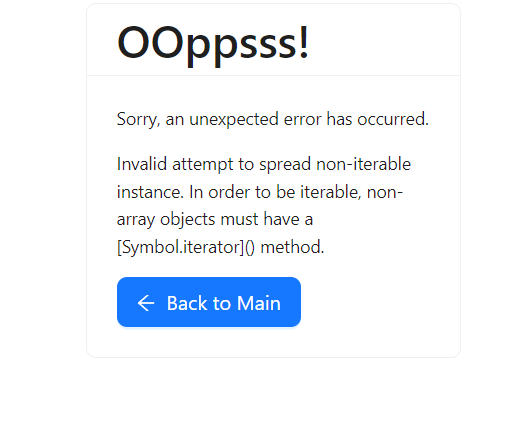 OOppsss!
Sorry, an unexpected error has occurred.
Invalid attempt to spread non-iterable
instance. In order to be iterable, non-
array objects must have a
[Symbol.iterator]() method.
Back to Main